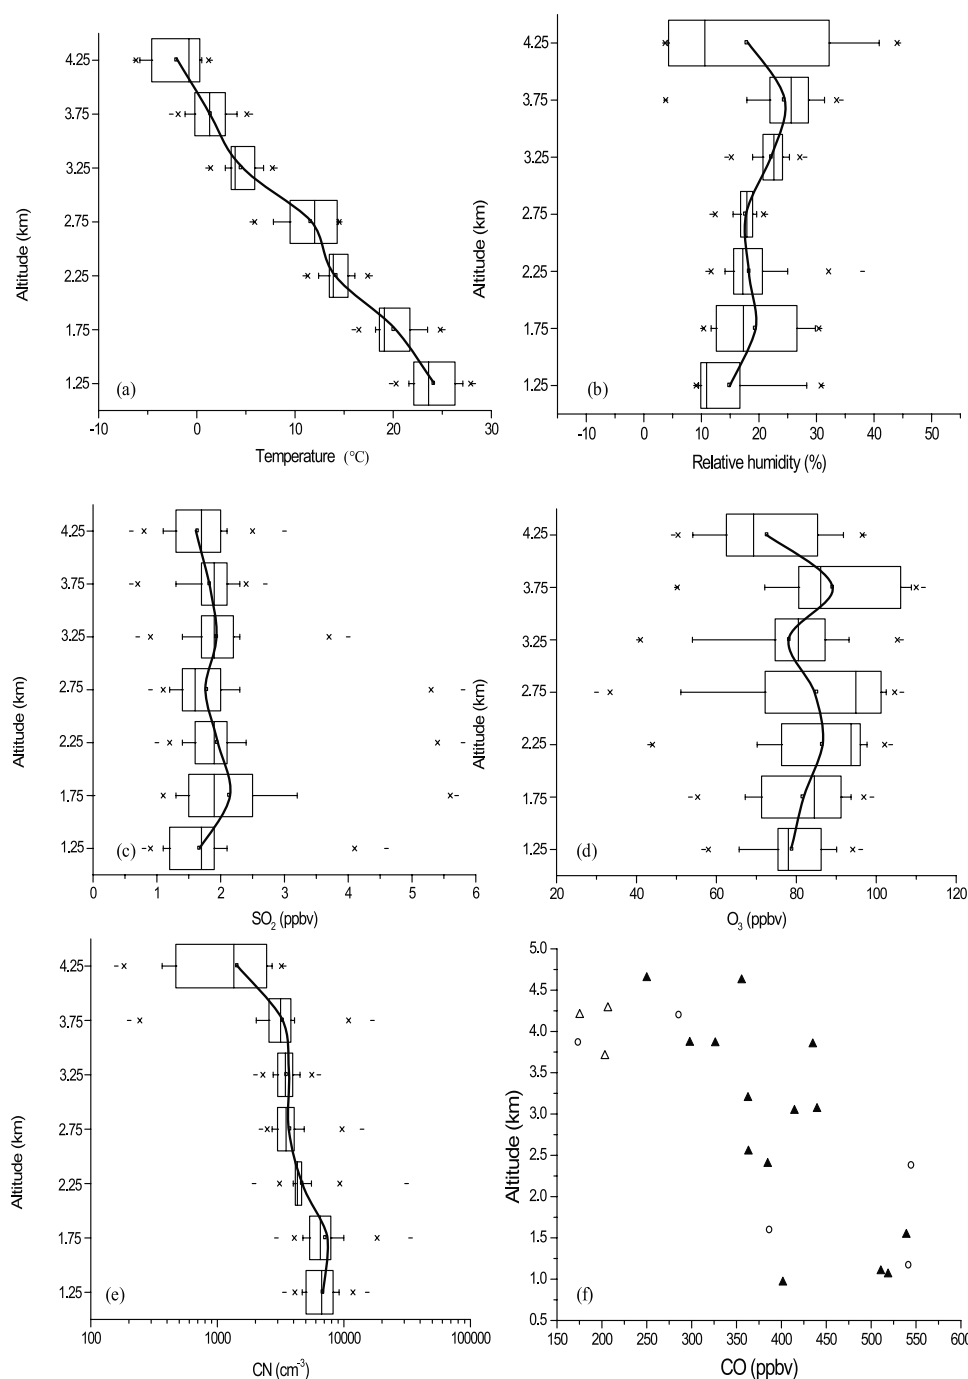 4.25
3.75
3.25
2.75
2.25
1.75
1.25
Altitude (km)
(a)
-10 0 10 20 30
Temperature (°C)
4.25
3.75
3.25
2.75
2.25
1.75
1.25
Altitude (km)
(b)
-10 0 10 20 30 40 50
Relative humidity (%)
4.25
3.75
3.25
2.75
2.25
1.75
1.25
Altitude (km)
(c)
0 1 2 3 4 5 6
SO2 (ppbv)
4.25
3.75
3.25
2.75
2.25
1.75
1.25
Altitude (km)
(d)
20 40 60 80 100 120
O3 (ppbv)
4.25
3.75
3.25
2.75
2.25
1.75
1.25
Altitude (km)
(e)
100 1000 10000 100000
CN (cm-3)
5.0
4.5
4.0
3.5
3.0
2.5
2.0
1.5
1.0
0.5
Altitude (km)
(f)
150 200 250 300 350 400 450 500 550 600
CO (ppbv)